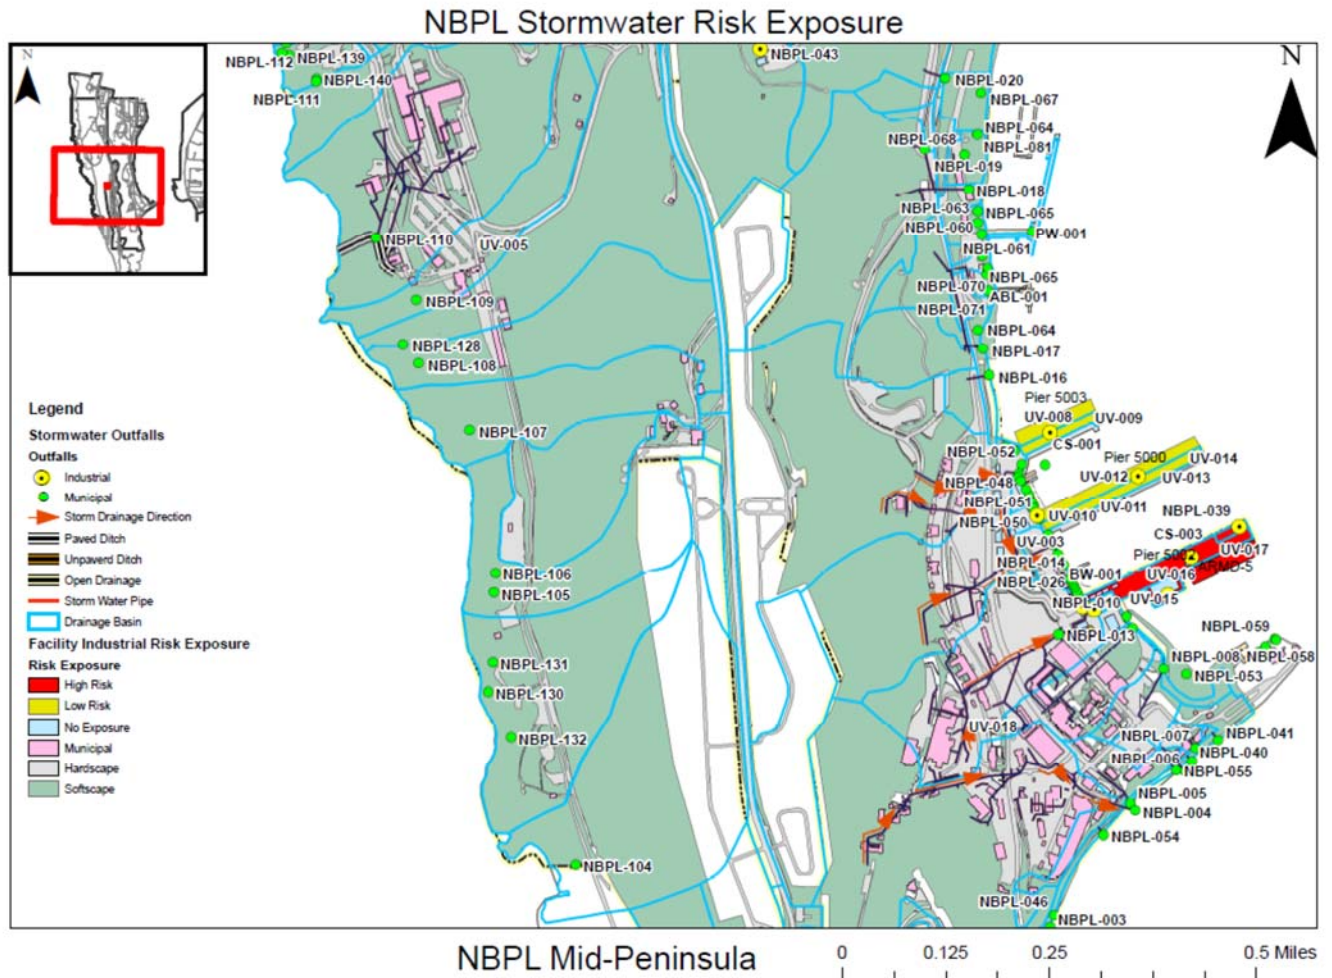 NBPL Stormwater Risk Exposure
N
N
NBPL-112
NBPL-139
NBPL-140
NBPL-111
NBPL-043
NBPL-020
NBPL-067
NBPL-064
NBPL-068
NBPL-081
NBPL-019
NBPL-018
NBPL-063
NBPL-065
NBPL-060
PW-001
NBPL-110
UV-005
NBPL-061
NBPL-065
NBPL-070
ABL-001
NBPL-109
NBPL-071
NBPL-064
NBPL-128
NBPL-017
NBPL-108
NBPL-016
Pier 5003
UV-008
UV-009
NBPL-107
CS-001
NBPL-052
Pier 5000
UV-014
NBPL-048
UV-012
UV-013
NBPL-051
UV-011
NBPL-039
NBPL-050
UV-010
CS-003
UV-003
UV-017
NBPL-014
BW-001
ARMD-5
NBPL-026
UV-016
NBPL-106
NBPL-105
NBPL-010
UV-015
NBPL-013
NBPL-059
NBPL-008
NBPL-058
NBPL-131
NBPL-053
NBPL-130
UV-018
NBPL-007
NBPL-041
NBPL-132
NBPL-006
NBPL-040
NBPL-055
NBPL-005
NBPL-004
NBPL-054
NBPL-104
NBPL-046
NBPL-003
Legend
Stormwater Outfalls
Outfalls
Industrial
Municipal
Storm Drainage Direction
Paved Ditch
Unpaverd Ditch
Open Drainage
Storm Water Pipe
Drainage Basin
Facility Industrial Risk Exposure
Risk Exposure
High Risk
Low Risk
No Exposure
Municipal
Hardscape
Softscape
NBPL Mid-Peninsula
0 0.125 0.25 0.5 Miles